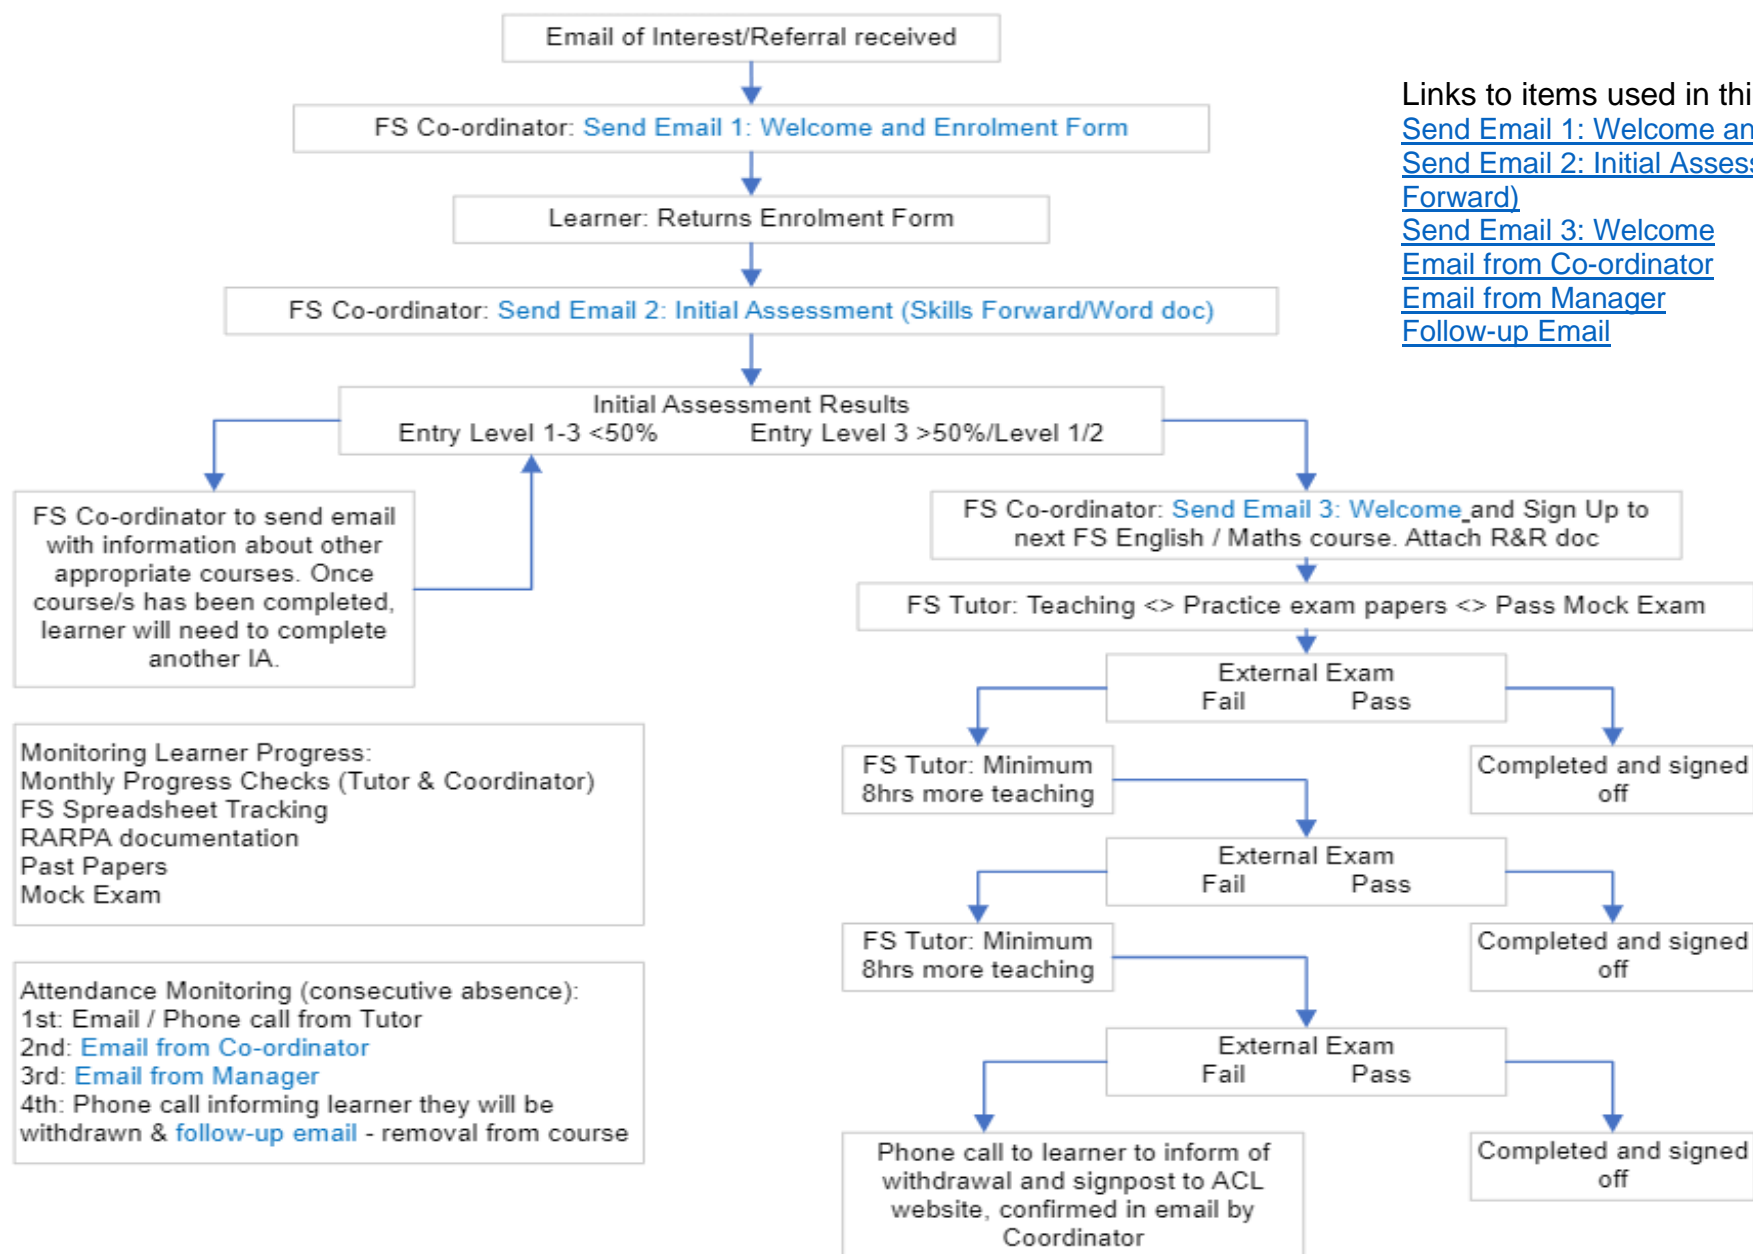 Email of Interest/Referral received
FS Co-ordinator: Send Email 1: Welcome and Enrolment Form
Learner: Returns Enrolment Form
FS Co-ordinator: Send Email 2: Initial Assessment (Skills Forward/Word doc)
Initial Assessment Results
Entry Level 1-3 <50% Entry Level 3 >50%/Level 1/2
FS Co-ordinator to send email
with information about other
appropriate courses. Once
course/s has been completed,
learner will need to complete
another IA.
FS Co-ordinator: Send Email 3: Welcome and Sign Up to
next FS English / Maths course. Attach R&R doc
FS Tutor: Teaching <> Practice exam papers <> Pass Mock Exam
External Exam
Fail Pass
FS Tutor: Minimum
8hrs more teaching
Completed and signed
off
External Exam
Fail Pass
FS Tutor: Minimum
8hrs more teaching
Completed and signed
off
External Exam
Fail Pass
Phone call to learner to inform of
withdrawal and signpost to ACL
website, confirmed in email by
Coordinator
Completed and signed
off
Monitoring Learner Progress:
Monthly Progress Checks (Tutor & Coordinator)
FS Spreadsheet Tracking
RARPA documentation
Past Papers
Mock Exam
Attendance Monitoring (consecutive absence):
1st: Email / Phone call from Tutor
2nd: Email from Co-ordinator
3rd: Email from Manager
4th: Phone call informing learner they will be
withdrawn & follow-up email - removal from course
Links to items used in
Send Email 1: Welcome
Send Email 2: Initial
Forward)
Send Email 3: Welcome
Email from Co-ordinator
Email from Manager
Follow-up Email